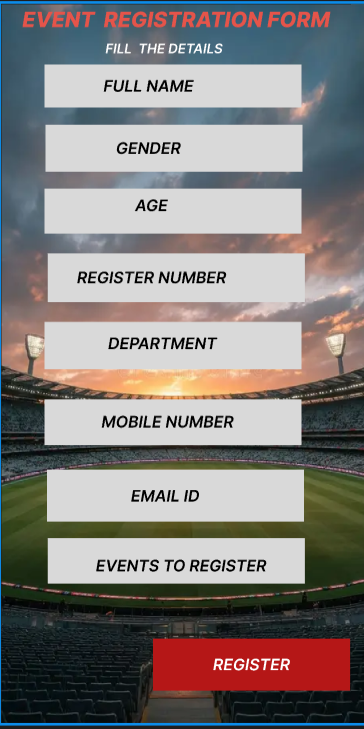 EVENT REGISTRATION FORM
FILL THE DETAILS
FULL NAME
GENDER
AGE
REGISTER NUMBER
DEPARTMENT
MOBILE NUMBER
EMAIL ID
EVENTS TO REGISTER
REGISTER